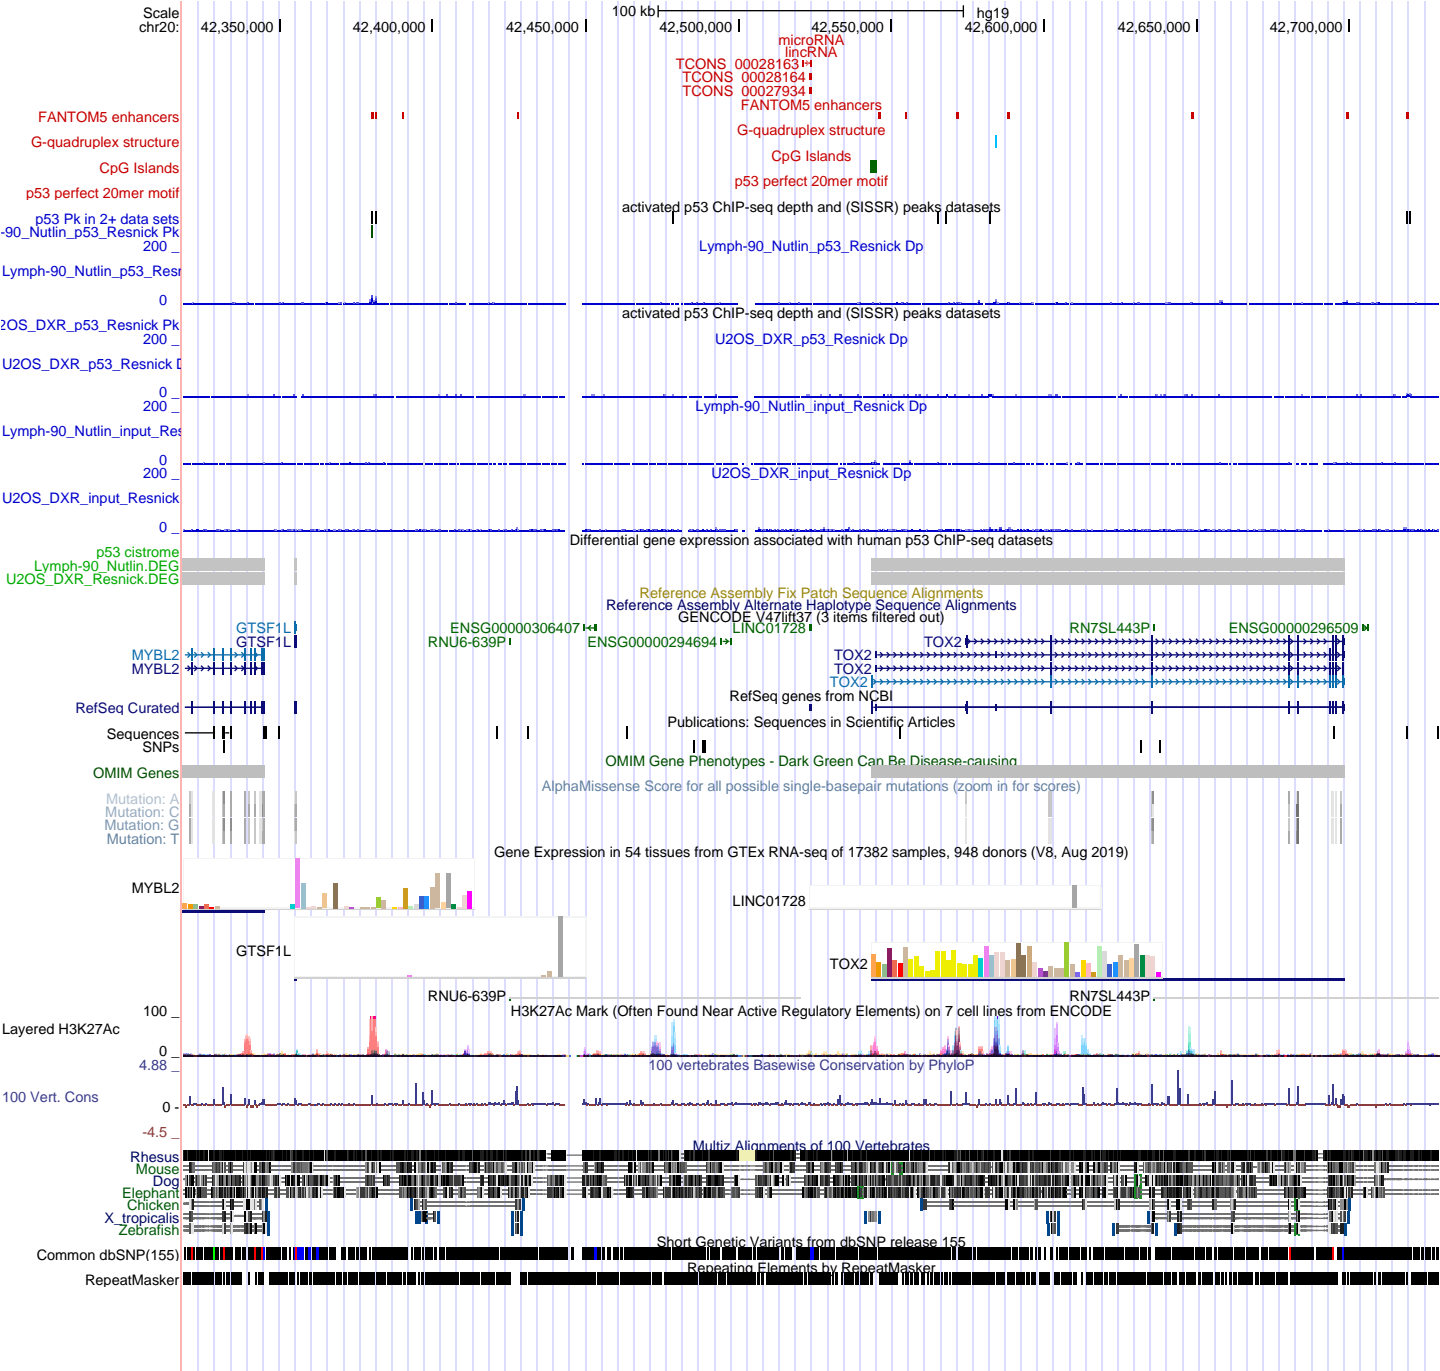 Scale 100 kb hg19
chr20: 42,350,000 42,400,000 42,450,000 42,500,000 42,550,000 42,600,000 42,650,000 42,700,000
microRNA
lincRNA
TCONS_00028163
TCONS_00028164
TCONS_00027934
FANTOM5 enhancers
FANTOM5 enhancers
G-quadruplex structure
G-quadruplex structure
CpG Islands
CpG Islands
p53 perfect 20mer motif
p53 perfect 20mer motif
activated p53 ChIP-seq depth and (SISSR) peaks datasets
p53 Pk in 2+ data sets
-90_Nutlin_p53_Resnick Pk
200 _ Lymph-90_Nutlin_p53_Resnick Dp
Lymph-90_Nutlin_p53_Resr
0
activated p53 ChIP-seq depth and (SISSR) peaks datasets
2OS_DXR_p53_Resnick Pk
200 _ U2OS_DXR_p53_Resnick Dp
U2OS_DXR_p53_Resnick D
0 _
200 _ Lymph-90_Nutlin_input_Resnick Dp
Lymph-90_Nutlin_input_Res
0
200 _ U2OS_DXR_input_Resnick Dp
U2OS_DXR_input_Resnick
0 _
Differential gene expression associated with human p53 ChIP-seq datasets
p53 cistrome
Lymph-90_Nutlin.DEG
U2OS_DXR_Resnick.DEG
Reference Assembly Fix Patch Sequence Alignments
Reference Assembly Alternate Haplotype Sequence Alignments
GENCODE V47lift37 (3 items filtered out)
GTSF1L ENSG00000306407 LINC01728 RN7SL443P ENSG00000296509
GTSF1L RNU6-639P ENSG00000294694 TOX2
MYBL2 TOX2
MYBL2 TOX2
TOX2
RefSeq genes from NCBI
RefSeq Curated
Publications: Sequences in Scientific Articles
Sequences
SNPs
OMIM Gene Phenotypes - Dark Green Can Be Disease-causing
OMIM Genes
AlphaMissense Score for all possible single-basepair mutations (zoom in for scores)
Mutation: A
Mutation: C
Mutation: G
Mutation: T
Gene Expression in 54 tissues from GTEx RNA-seq of 17382 samples, 948 donors (V8, Aug 2019)
MYBL2
LINC01728
GTSF1L
TOX2
RNU6-639P RN7SL443P
100 _ H3K27Ac Mark (Often Found Near Active Regulatory Elements) on 7 cell lines from ENCODE
Layered H3K27Ac
0 _
4.88 _ 100 vertebrates Basewise Conservation by PhyloP
100 Vert. Cons
0 -
-4.5 _
Multiz Alignments of 100 Vertebrates
Rhesus
Mouse
Dog
Elephant
Chicken
X_tropicalis
Zebrafish
Short Genetic Variants from dbSNP release 155
Common dbSNP(155)
Repeating Elements by RepeatMasker
RepeatMasker